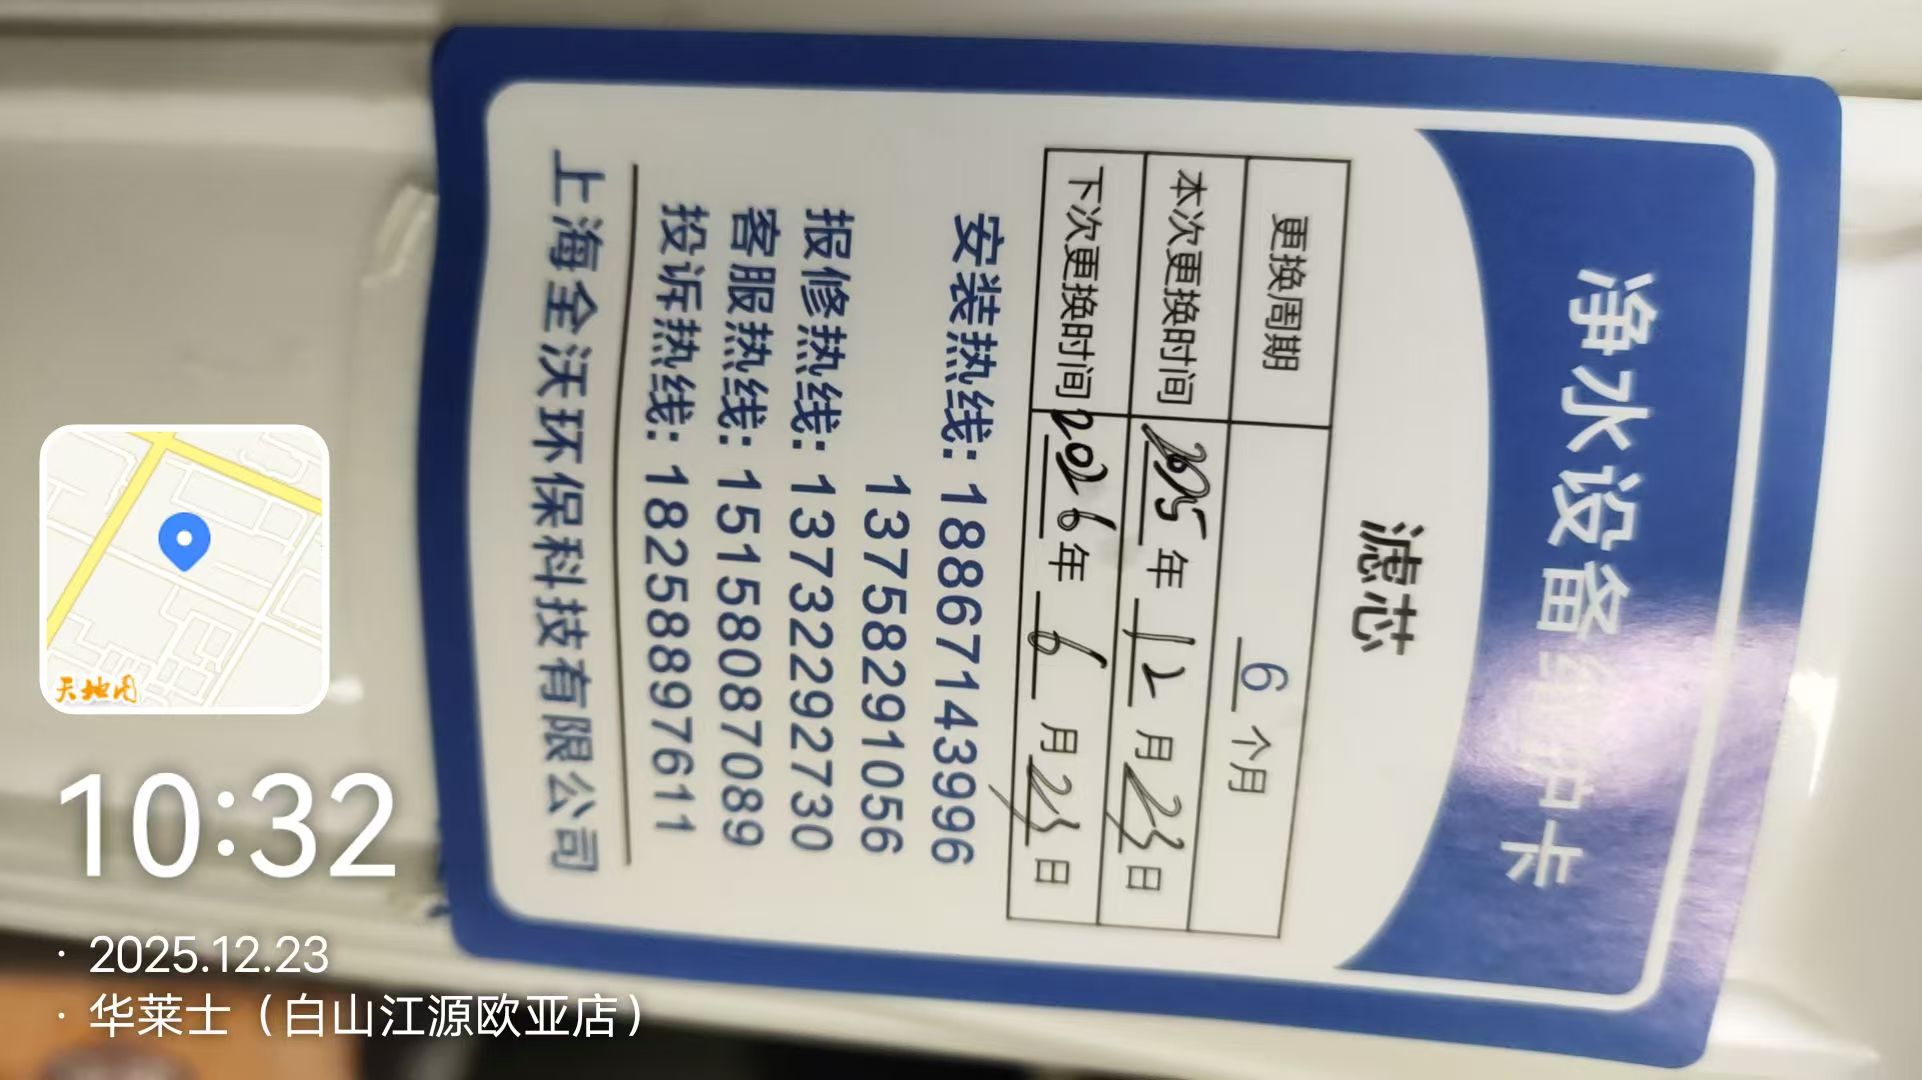 净水设备维护卡
滤芯
更换周期 6个月
本次更换时间 2025年12月23日
下次更换时间 2026年6月23日
安装热线：18867143996
13758291056
报修热线：13732292730
客服热线：15158087089
投诉热线：18258897611
上海全沃环保科技有限公司
天地图
10:32
· 2025.12.23
· 华莱士（白山江源欧亚店）